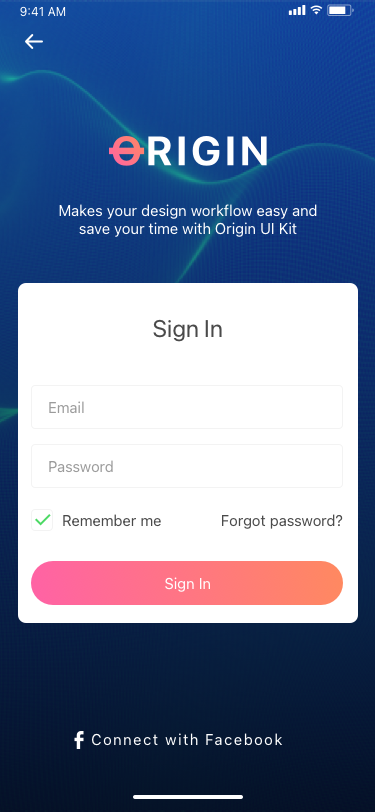 9:41 AM
ORIGIN
Makes your design workflow easy and
save your time with Origin UI Kit
Sign In
Email
Password
Remember me
Forgot password?
Sign In
Connect with Facebook